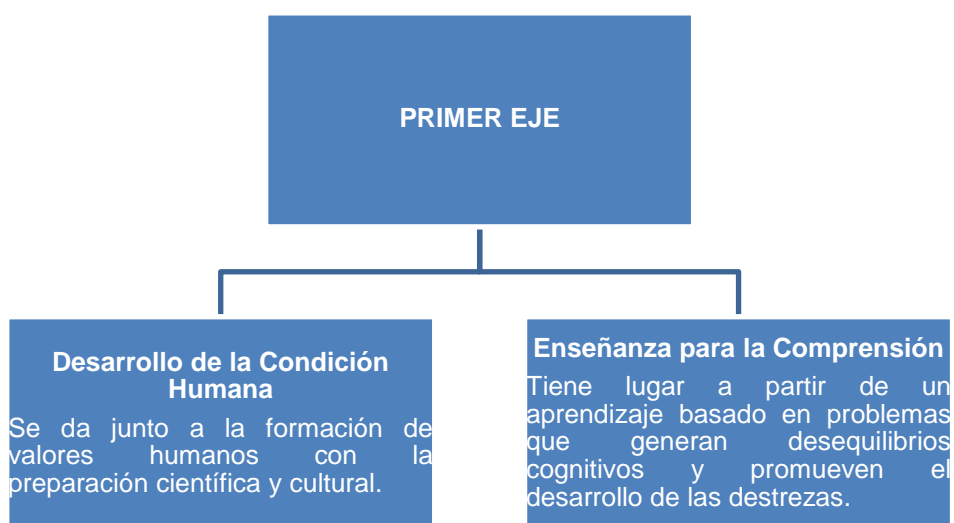 PRIMER EJE
Desarrollo de la Condición
Humana
Se da junto a la formación de
valores humanos con la
preparación científica y cultural.
Enseñanza para la Comprensión
Tiene lugar a partir de un
aprendizaje basado en problemas
que generan desequilibrios
cognitivos y promueven el
desarrollo de las destrezas.